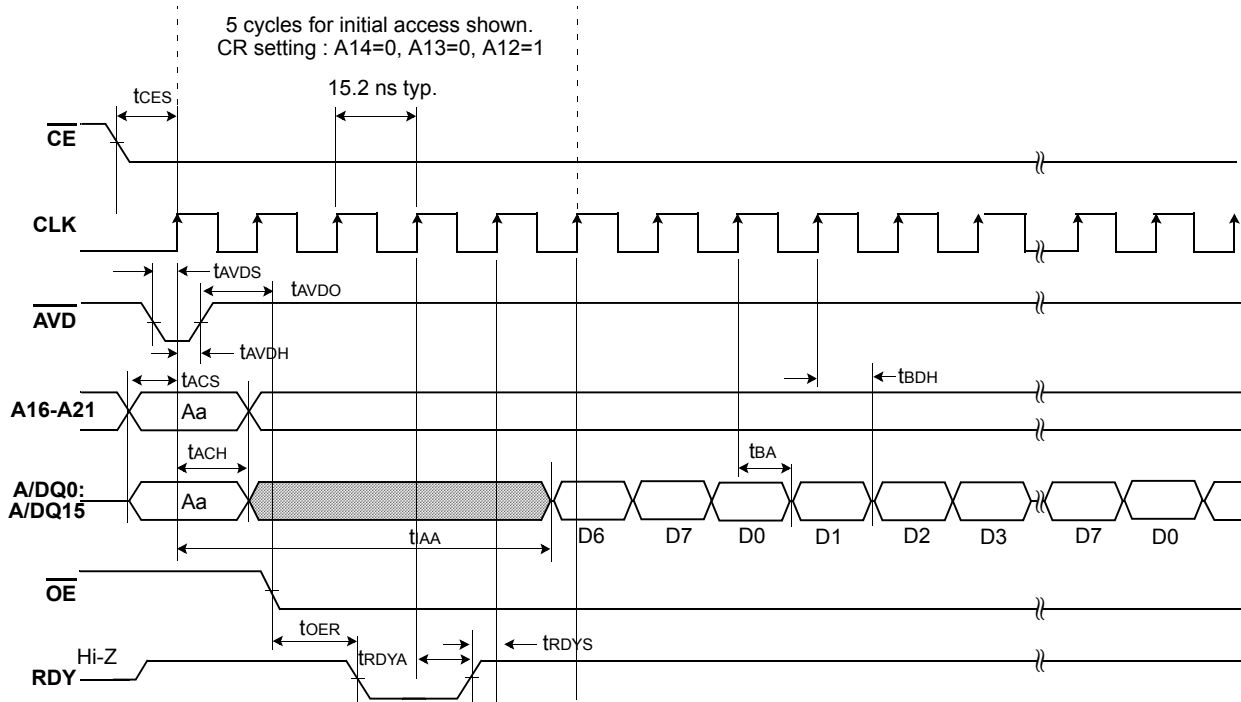 5 cycles for initial access shown.
CR setting : A14=0, A13=0, A12=1
15.2 ns typ.
tCES
CE
CLK
tAVDS
tAVDO
AVD
tAVDH
tBDH
tACS
A16-A21
Aa
tACH
tBA
A/DQ0:
A/DQ15
Aa
tIAA
D6 D7 D0 D1 D2 D3 D7 D0
OE
tOER
tRDYS
Hi-Z
tRDYA
RDY